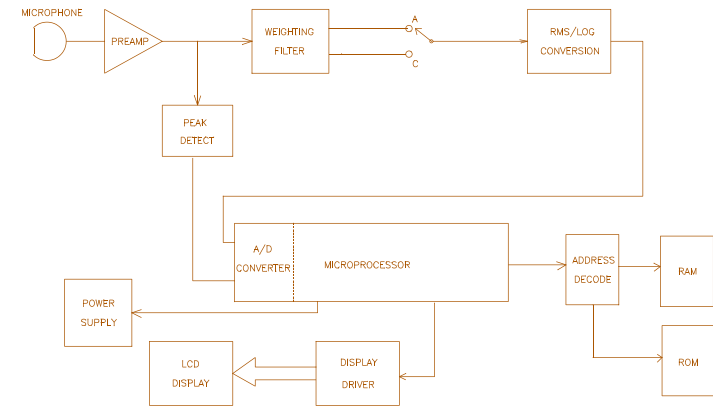 MICROPHONE
PREAMP
WEIGHTING
FILTER
A
C
RMS/LOG
CONVERSION
PEAK
DETECT
A/D
CONVERTER
MICROPROCESSOR
ADDRESS
DECODE
RAM
POWER
SUPPLY
LCD
DISPLAY
DISPLAY
DRIVER
ROM